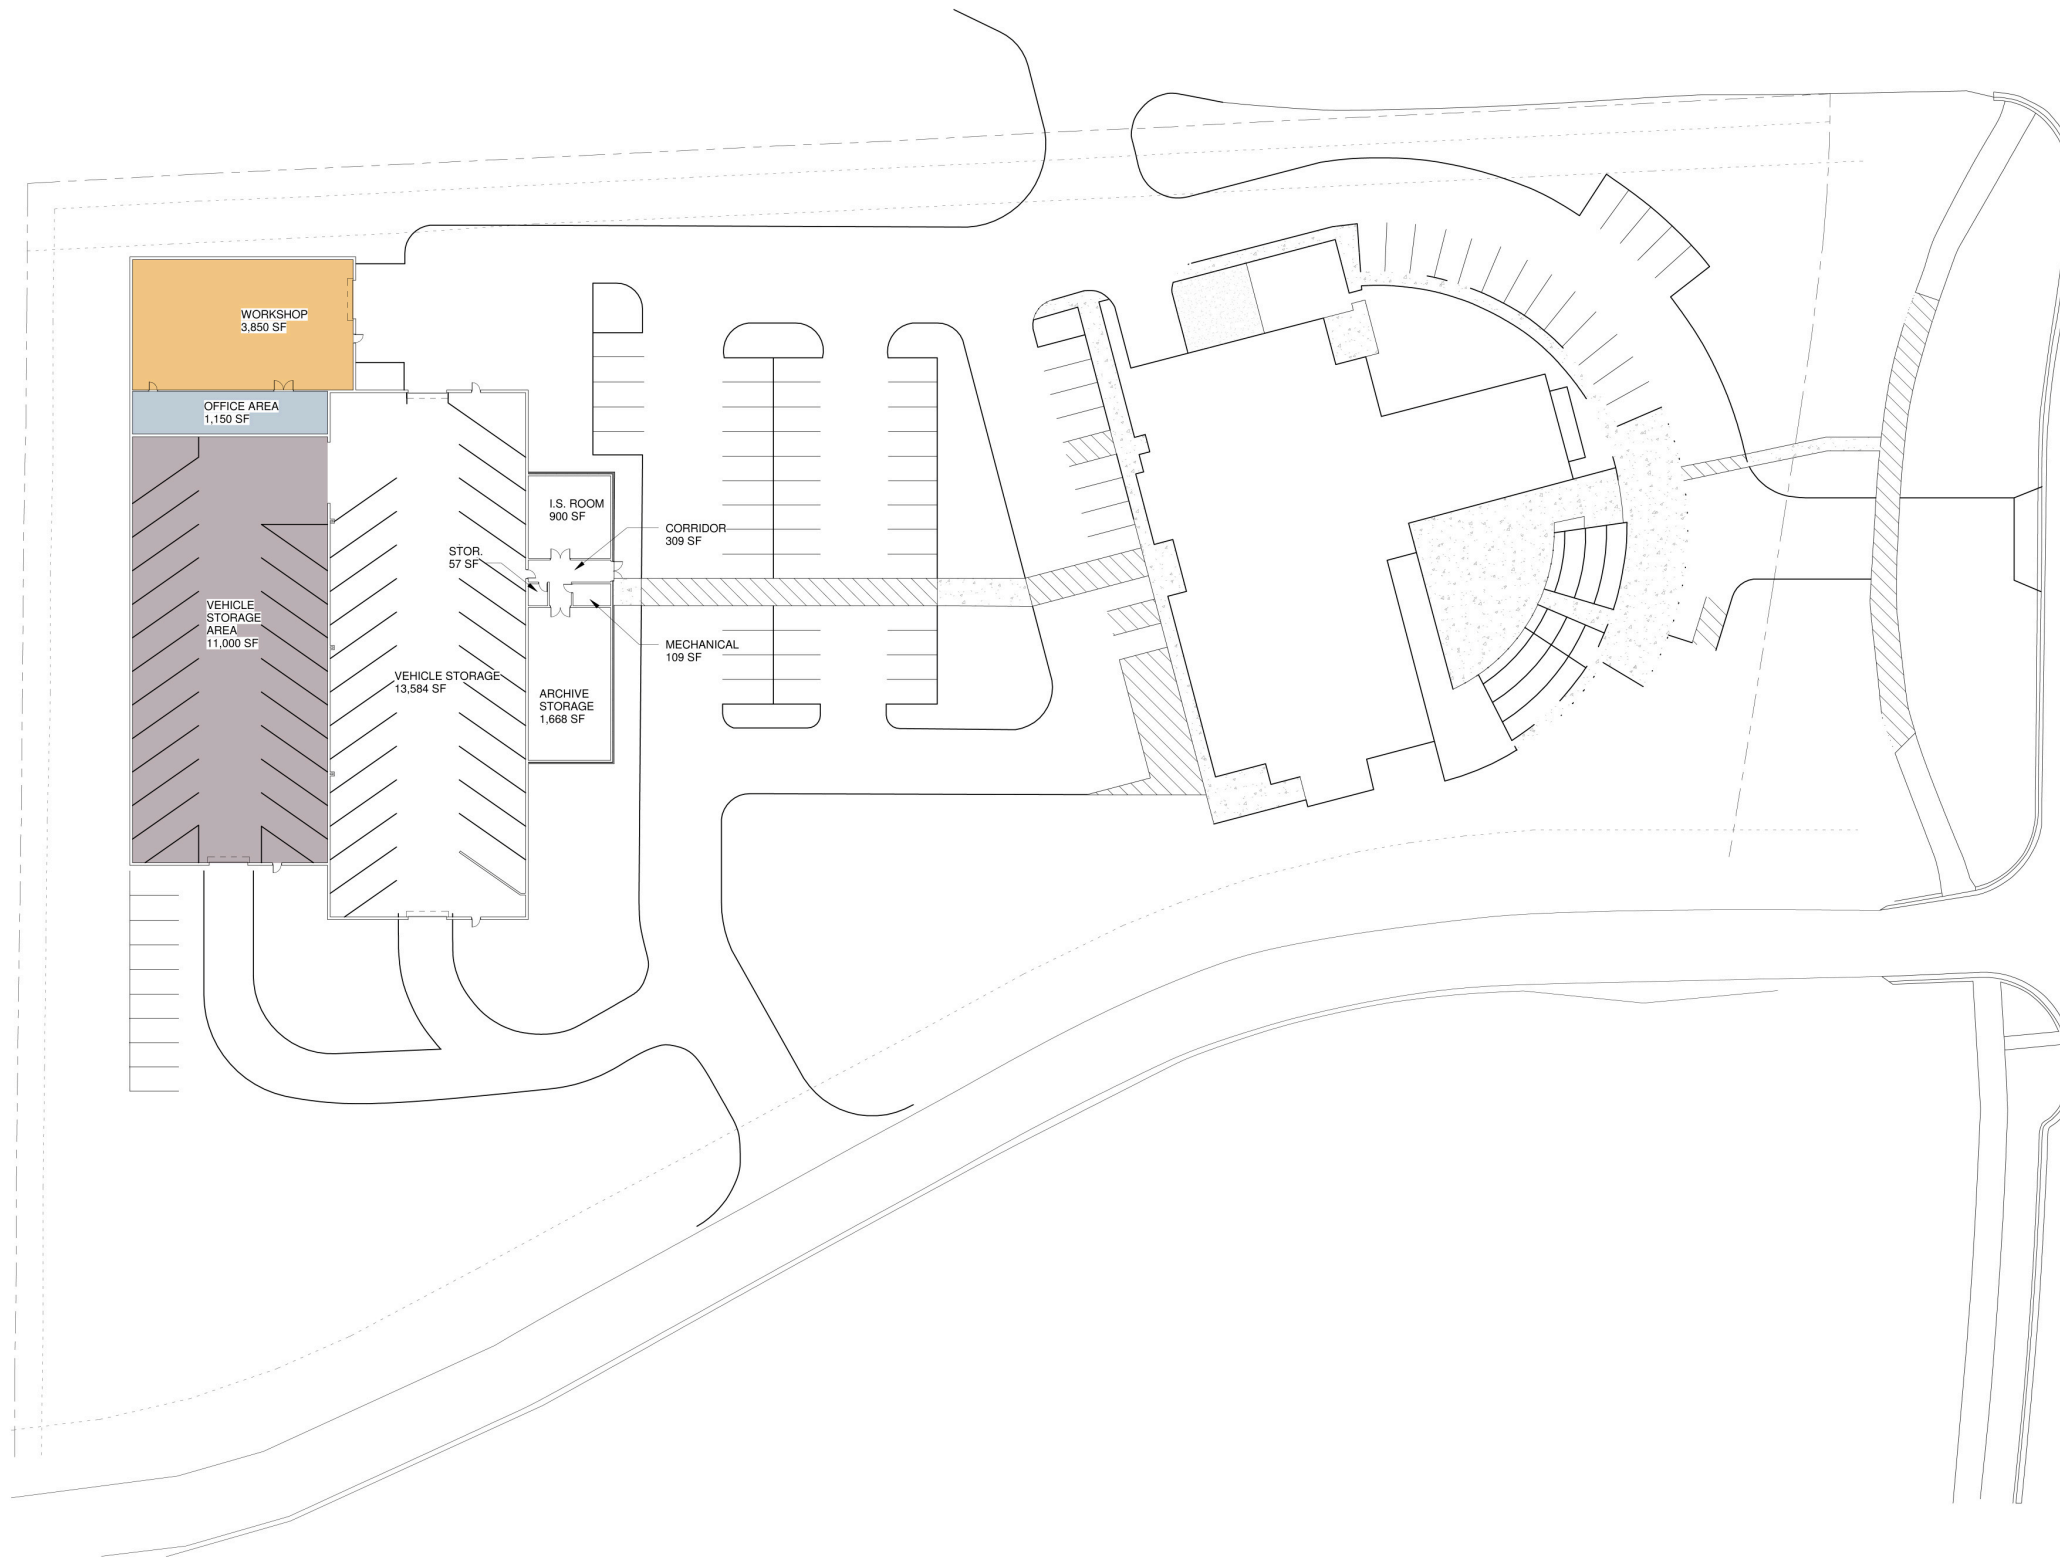 WORKSHOP
3,850 SF
OFFICE AREA
1,150 SF
I.S. ROOM
900 SF
CORRIDOR
309 SF
STOR.
57 SF
VEHICLE
STORAGE
AREA
11,000 SF
MECHANICAL
109 SF
VEHICLE STORAGE
13,584 SF
ARCHIVE
STORAGE
1,668 SF